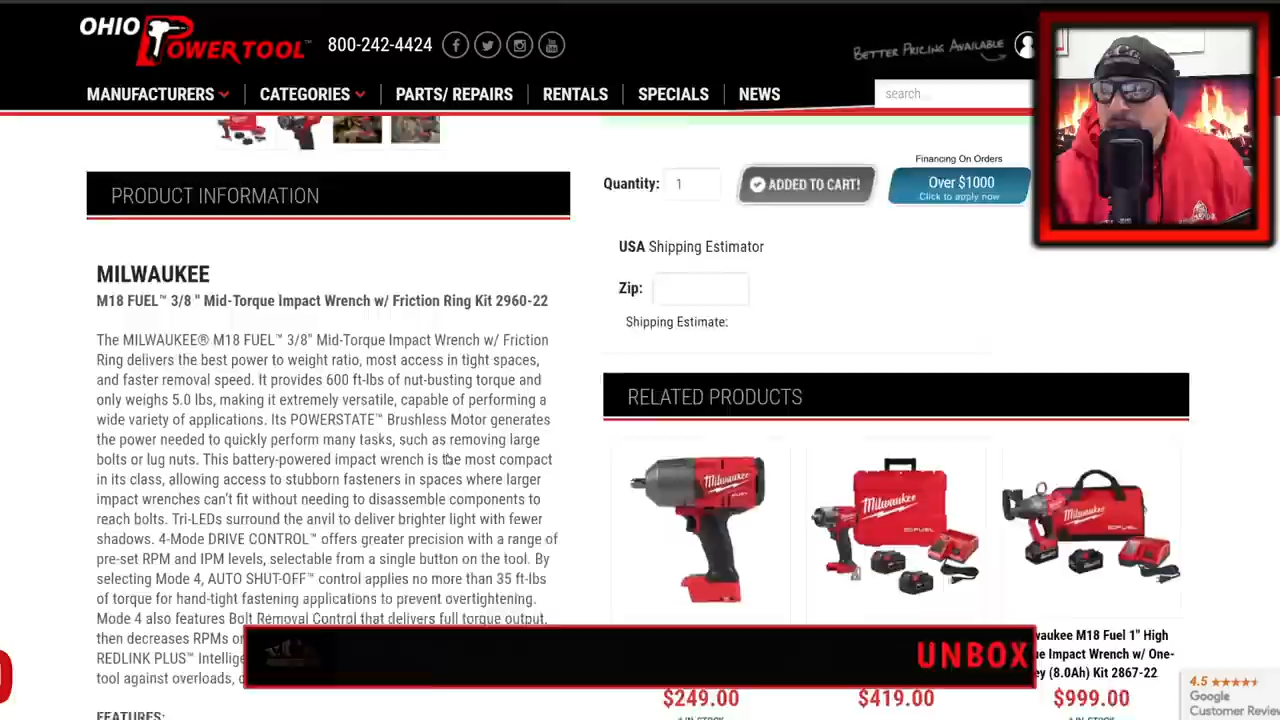 OHIO POWERTOOL™
800-242-4424
BETTER PRICING AVAILABLE
MANUFACTURERS
CATEGORIES
PARTS/ REPAIRS
RENTALS
SPECIALS
NEWS
search...
PRODUCT INFORMATION
MILWAUKEE
M18 FUEL™ 3/8 " Mid-Torque Impact Wrench w/ Friction Ring Kit 2960-22
The MILWAUKEE® M18 FUEL™ 3/8" Mid-Torque Impact Wrench w/ Friction
Ring delivers the best power to weight ratio, most access in tight spaces,
and faster removal speed. It provides 600 ft-lbs of nut-busting torque and
only weighs 5.0 lbs, making it extremely versatile, capable of performing a
wide variety of applications. Its POWERSTATE™ Brushless Motor generates
the power needed to quickly perform many tasks, such as removing large
bolts or lug nuts. This battery-powered impact wrench is the most compact
in its class, allowing access to stubborn fasteners in spaces where larger
impact wrenches can't fit without needing to disassemble components to
reach bolts. Tri-LEDs surround the anvil to deliver brighter light with fewer
shadows. 4-Mode DRIVE CONTROL™ offers greater precision with a range of
pre-set RPM and IPM levels, selectable from a single button on the tool. By
selecting Mode 4, AUTO SHUT-OFF™ control applies no more than 35 ft-lbs
of torque for hand-tight fastening applications to prevent overtightening.
Mode 4 also features Bolt Removal Control that delivers full torque output,
then decreases RPMs
REDLINK PLUS™
tool against overloads,
FEATURES:
Quantity: 1
ADDED TO CART!
Financing On Orders
Over $1000
Click to apply now
USA Shipping Estimator
Zip:
Shipping Estimate:
RELATED PRODUCTS
Milwaukee
FUEL
Milwaukee
FUEL
Milwaukee
M18 Fuel 1" High
Impact Wrench w/ One-
(8.0Ah) Kit 2867-22
$249.00
$419.00
$999.00
IN STOCK
IN STOCK
UNBOX
4.5
Google
Customer Review